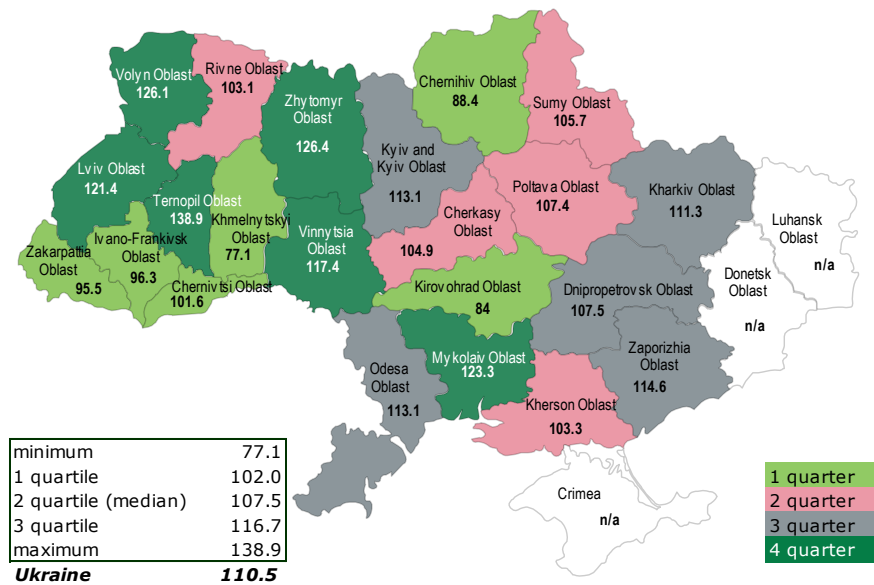 Volyn Oblast
126.1
Rivne Oblast
103.1
Zhytomyr
Oblast
126.4
Kyiv and
Kyiv Oblast
113.1
Chernihiv Oblast
88.4
Sumy Oblast
105.7
Lviv Oblast
121.4
Ternopil Oblast
138.9
Khmelnytskyi
Oblast
77.1
Vinnytsia
Oblast
117.4
Cherkasy
Oblast
104.9
Poltava Oblast
107.4
Kharkiv Oblast
111.3
Luhansk
Oblast
n/a
Donetsk
Oblast
n/a
Zakarpattia
Oblast
95.5
Ivano-Frankivsk
Oblast
96.3
Chernivtsi Oblast
101.6
Kirovohrad Oblast
84
Dnipropetrovsk Oblast
107.5
Zaporizhia
Oblast
114.6
Odesa
Oblast
113.1
Mykolaiv Oblast
123.3
Kherson Oblast
103.3
Crimea
n/a
minimum 77.1
1 quartile 102.0
2 quartile (median) 107.5
3 quartile 116.7
maximum 138.9
Ukraine 110.5
1 quarter
2 quarter
3 quarter
4 quarter